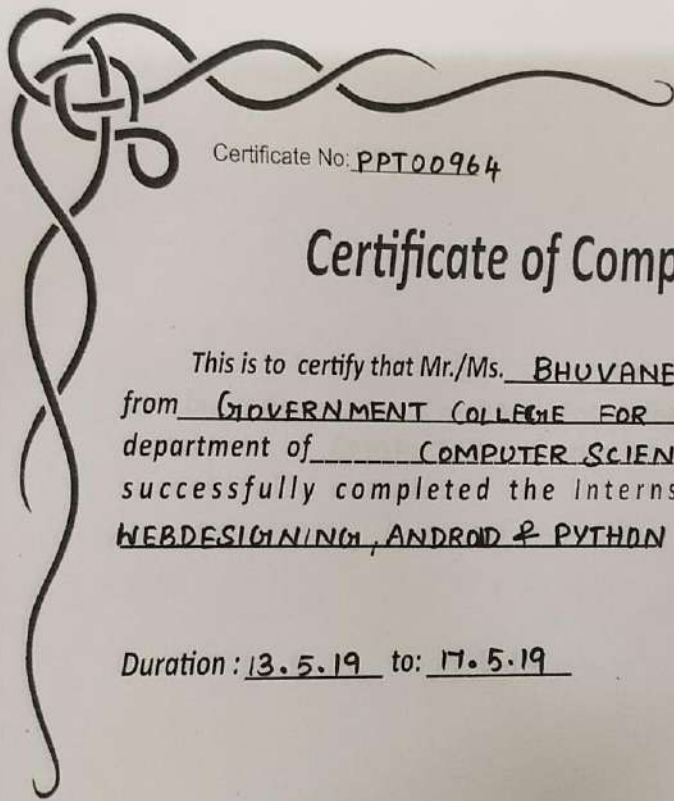 Certificate No: PPT00964
Certificate of Comp
This is to certify that Mr./Ms. BHUVANE
from GOVERNMENT COLLEGE FOR
department of COMPUTER SCIEN
successfully completed the Interns
WEBDESIGNING, ANDROID & PYTHON
Duration : 13.5.19 to: 17.5.19